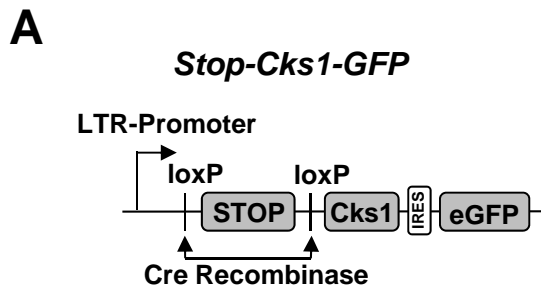 A
Stop-Cks1-GFP
LTR-Promoter
loxP loxP
STOP Cks1 IRES eGFP
Cre Recombinase